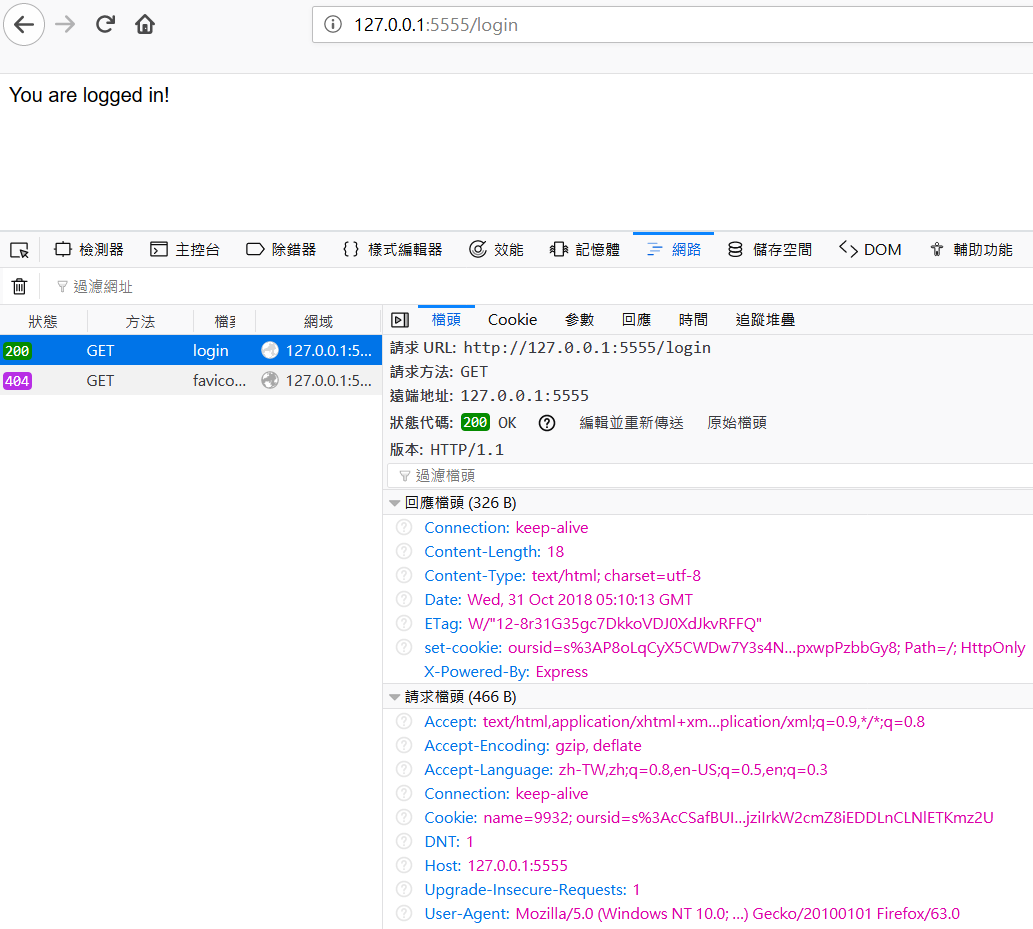 127.0.0.1:5555/login
You are logged in!
檢測器 主控台 除錯器 {} 樣式編輯器 效能 記憶體 網路 儲存空間 DOM 輔助功能
過濾網址
狀態 方法 檔案 網域
200 GET login 127.0.0.1:5...
404 GET favico... 127.0.0.1:5...
檔頭 Cookie 參數 回應 時間 追蹤堆疊
請求 URL: http://127.0.0.1:5555/login
請求方法: GET
遠端地址: 127.0.0.1:5555
狀態代碼: 200 OK ? 編輯並重新傳送 原始檔頭
版本: HTTP/1.1
過濾檔頭
回應檔頭 (326 B)
Connection: keep-alive
Content-Length: 18
Content-Type: text/html; charset=utf-8
Date: Wed, 31 Oct 2018 05:10:13 GMT
ETag: W/"12-8r31G35gc7DkkoVDJ0XdJkvRFFQ"
set-cookie: oursid=s%3AP8oLqCyX5CWDw7Y3s4N...pxwpPzbbGy8; Path=/; HttpOnly
X-Powered-By: Express
請求檔頭 (466 B)
Accept: text/html,application/xhtml+xm...plication/xml;q=0.9,*/*;q=0.8
Accept-Encoding: gzip, deflate
Accept-Language: zh-TW,zh;q=0.8,en-US;q=0.5,en;q=0.3
Connection: keep-alive
Cookie: name=9932; oursid=s%3AcCSafBUI...jziIrkW2cmZ8iEDDLnCLNlETKmz2U
DNT: 1
Host: 127.0.0.1:5555
Upgrade-Insecure-Requests: 1
User-Agent: Mozilla/5.0 (Windows NT 10.0; ...) Gecko/20100101 Firefox/63.0